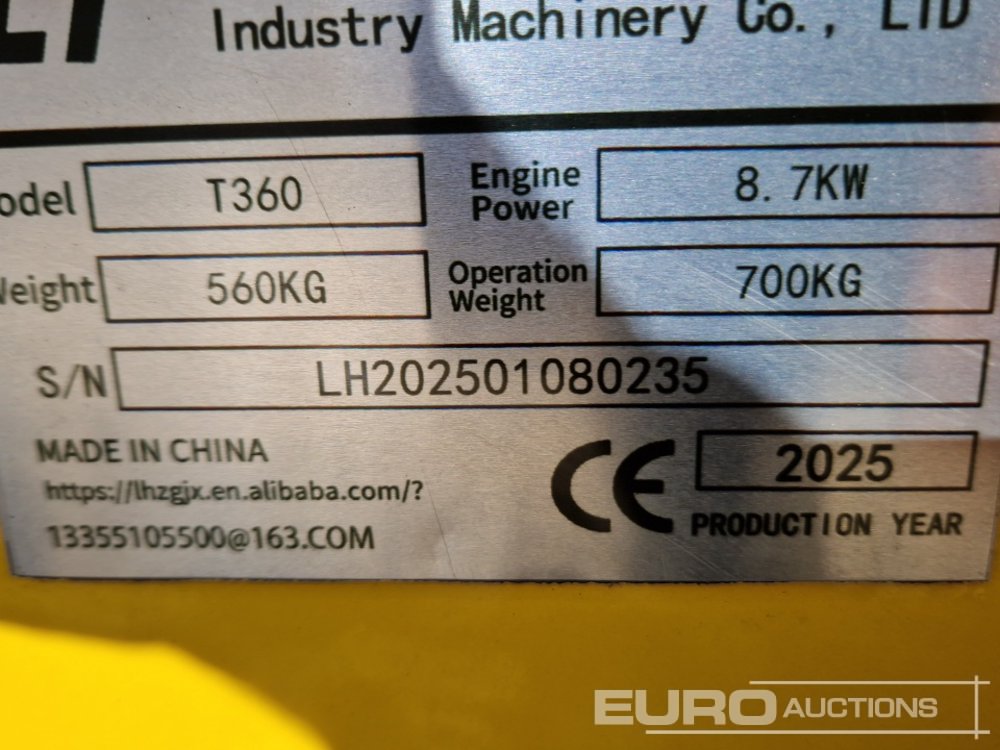 Industry Machinery Co., LTD
odel T360 Engine Power 8.7KW
Weight 560KG Operation Weight 700KG
S/N LH202501080235
MADE IN CHINA
https://lhzgjx.en.alibaba.com/?
13355105500@163.COM
CE 2025
PRODUCTION YEAR
EURO AUCTIONS